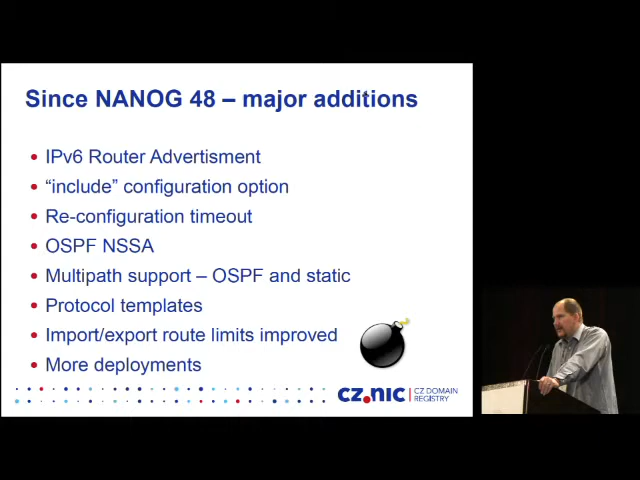 Since NANOG 48 – major additions
IPv6 Router Advertisment
“include” configuration option
Re-configuration timeout
OSPF NSSA
Multipath support – OSPF and static
Protocol templates
Import/export route limits improved
More deployments
cz.nic
CZ DOMAIN
REGISTRY